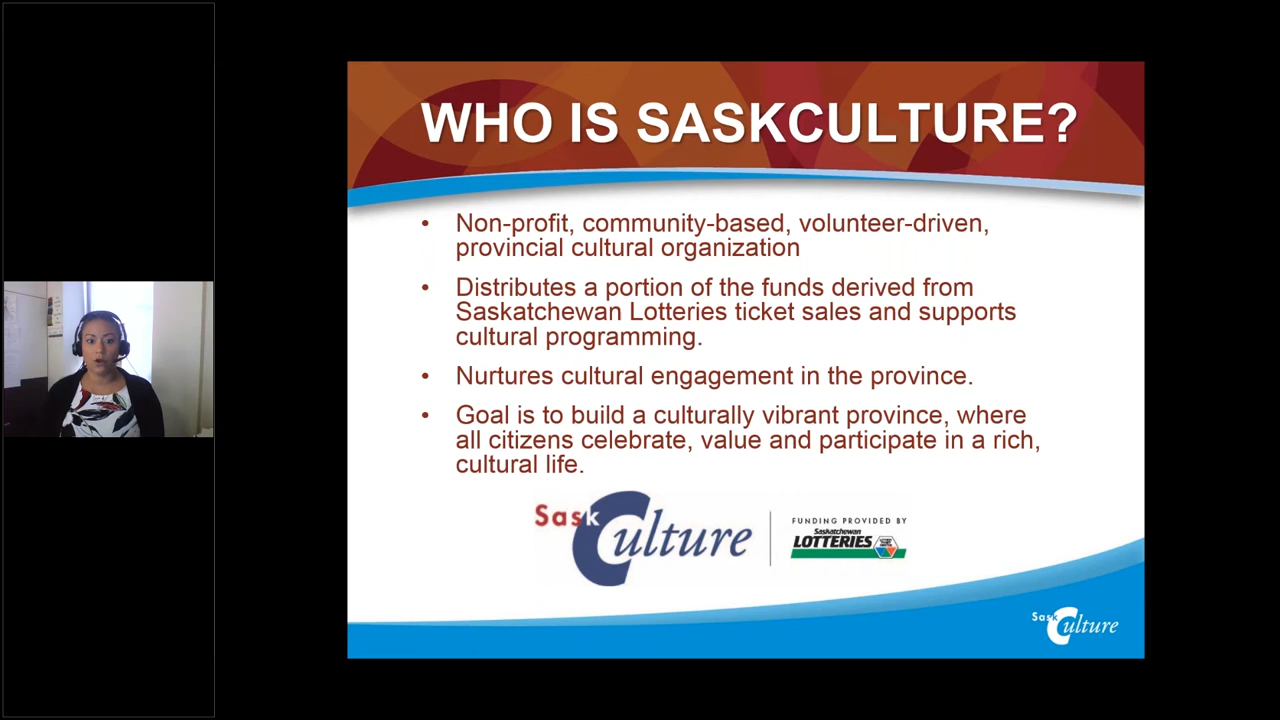 WHO IS SASKCULTURE?
• Non-profit, community-based, volunteer-driven,
provincial cultural organization
• Distributes a portion of the funds derived from
Saskatchewan Lotteries ticket sales and supports
cultural programming.
• Nurtures cultural engagement in the province.
• Goal is to build a culturally vibrant province, where
all citizens celebrate, value and participate in a rich,
cultural life.
SaskCulture
FUNDING PROVIDED BY
Saskatchewan
LOTTERIES
SaskCulture